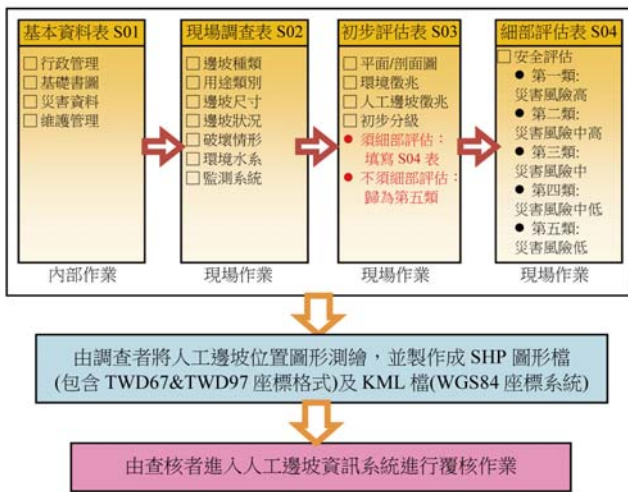 基本資料表 S01
□ 行政管理
□ 基礎書圖
□ 災害資料
□ 維護管理
內部作業
現場調查表 S02
□ 邊坡種類
□ 用途類別
□ 邊坡尺寸
□ 邊坡狀況
□ 破壞情形
□ 環境水系
□ 監測系統
現場作業
初步評估表 S03
□ 平面/剖面圖
□ 環境徵兆
□ 人工邊坡徵兆
□ 初步分級
● 須細部評估：
填寫 S04 表
● 不須細部評估：
歸為第五類
現場作業
細部評估表 S04
□ 安全評估
● 第一類:
災害風險高
● 第二類:
災害風險中高
● 第三類:
災害風險中
● 第四類:
災害風險中低
● 第五類:
災害風險低
現場作業
由調查者將人工邊坡位置圖形測繪，並製作成 SHP 圖形檔
(包含 TWD67&TWD97 座標格式)及 KML 檔(WGS84 座標系統)
由查核者進入人工邊坡資訊系統進行覆核作業